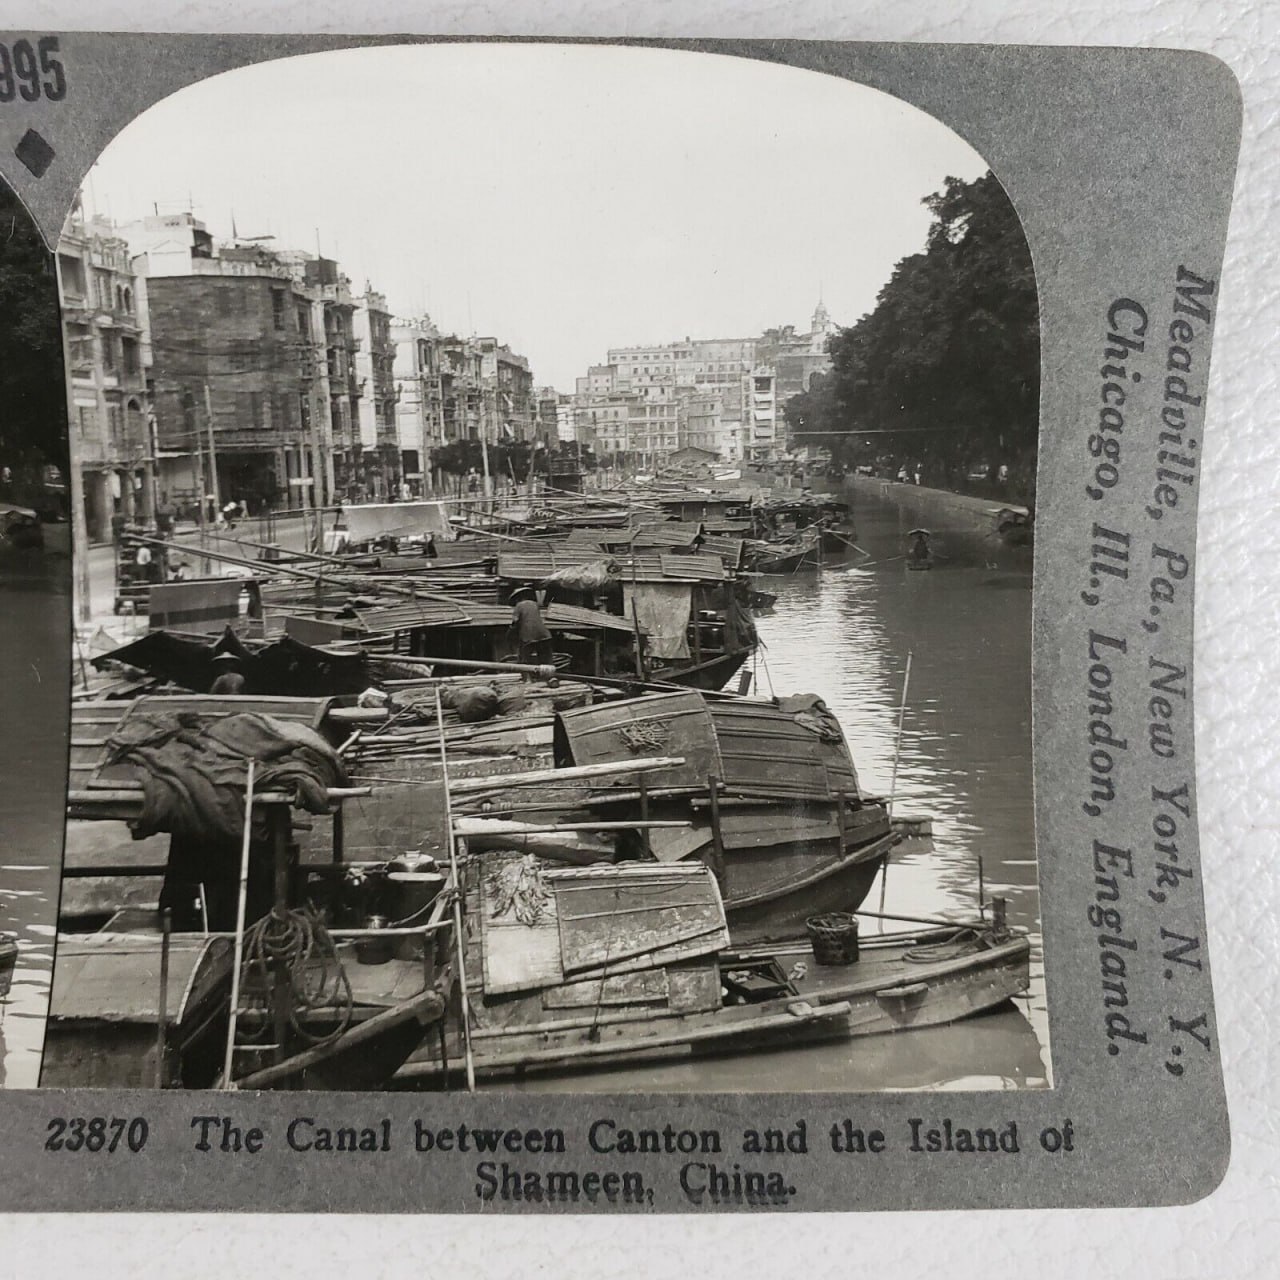 995
Meadville, Pa., New York, N. Y.,
Chicago, Ill., London, England.
23870 The Canal between Canton and the Island of
Shameen, China.